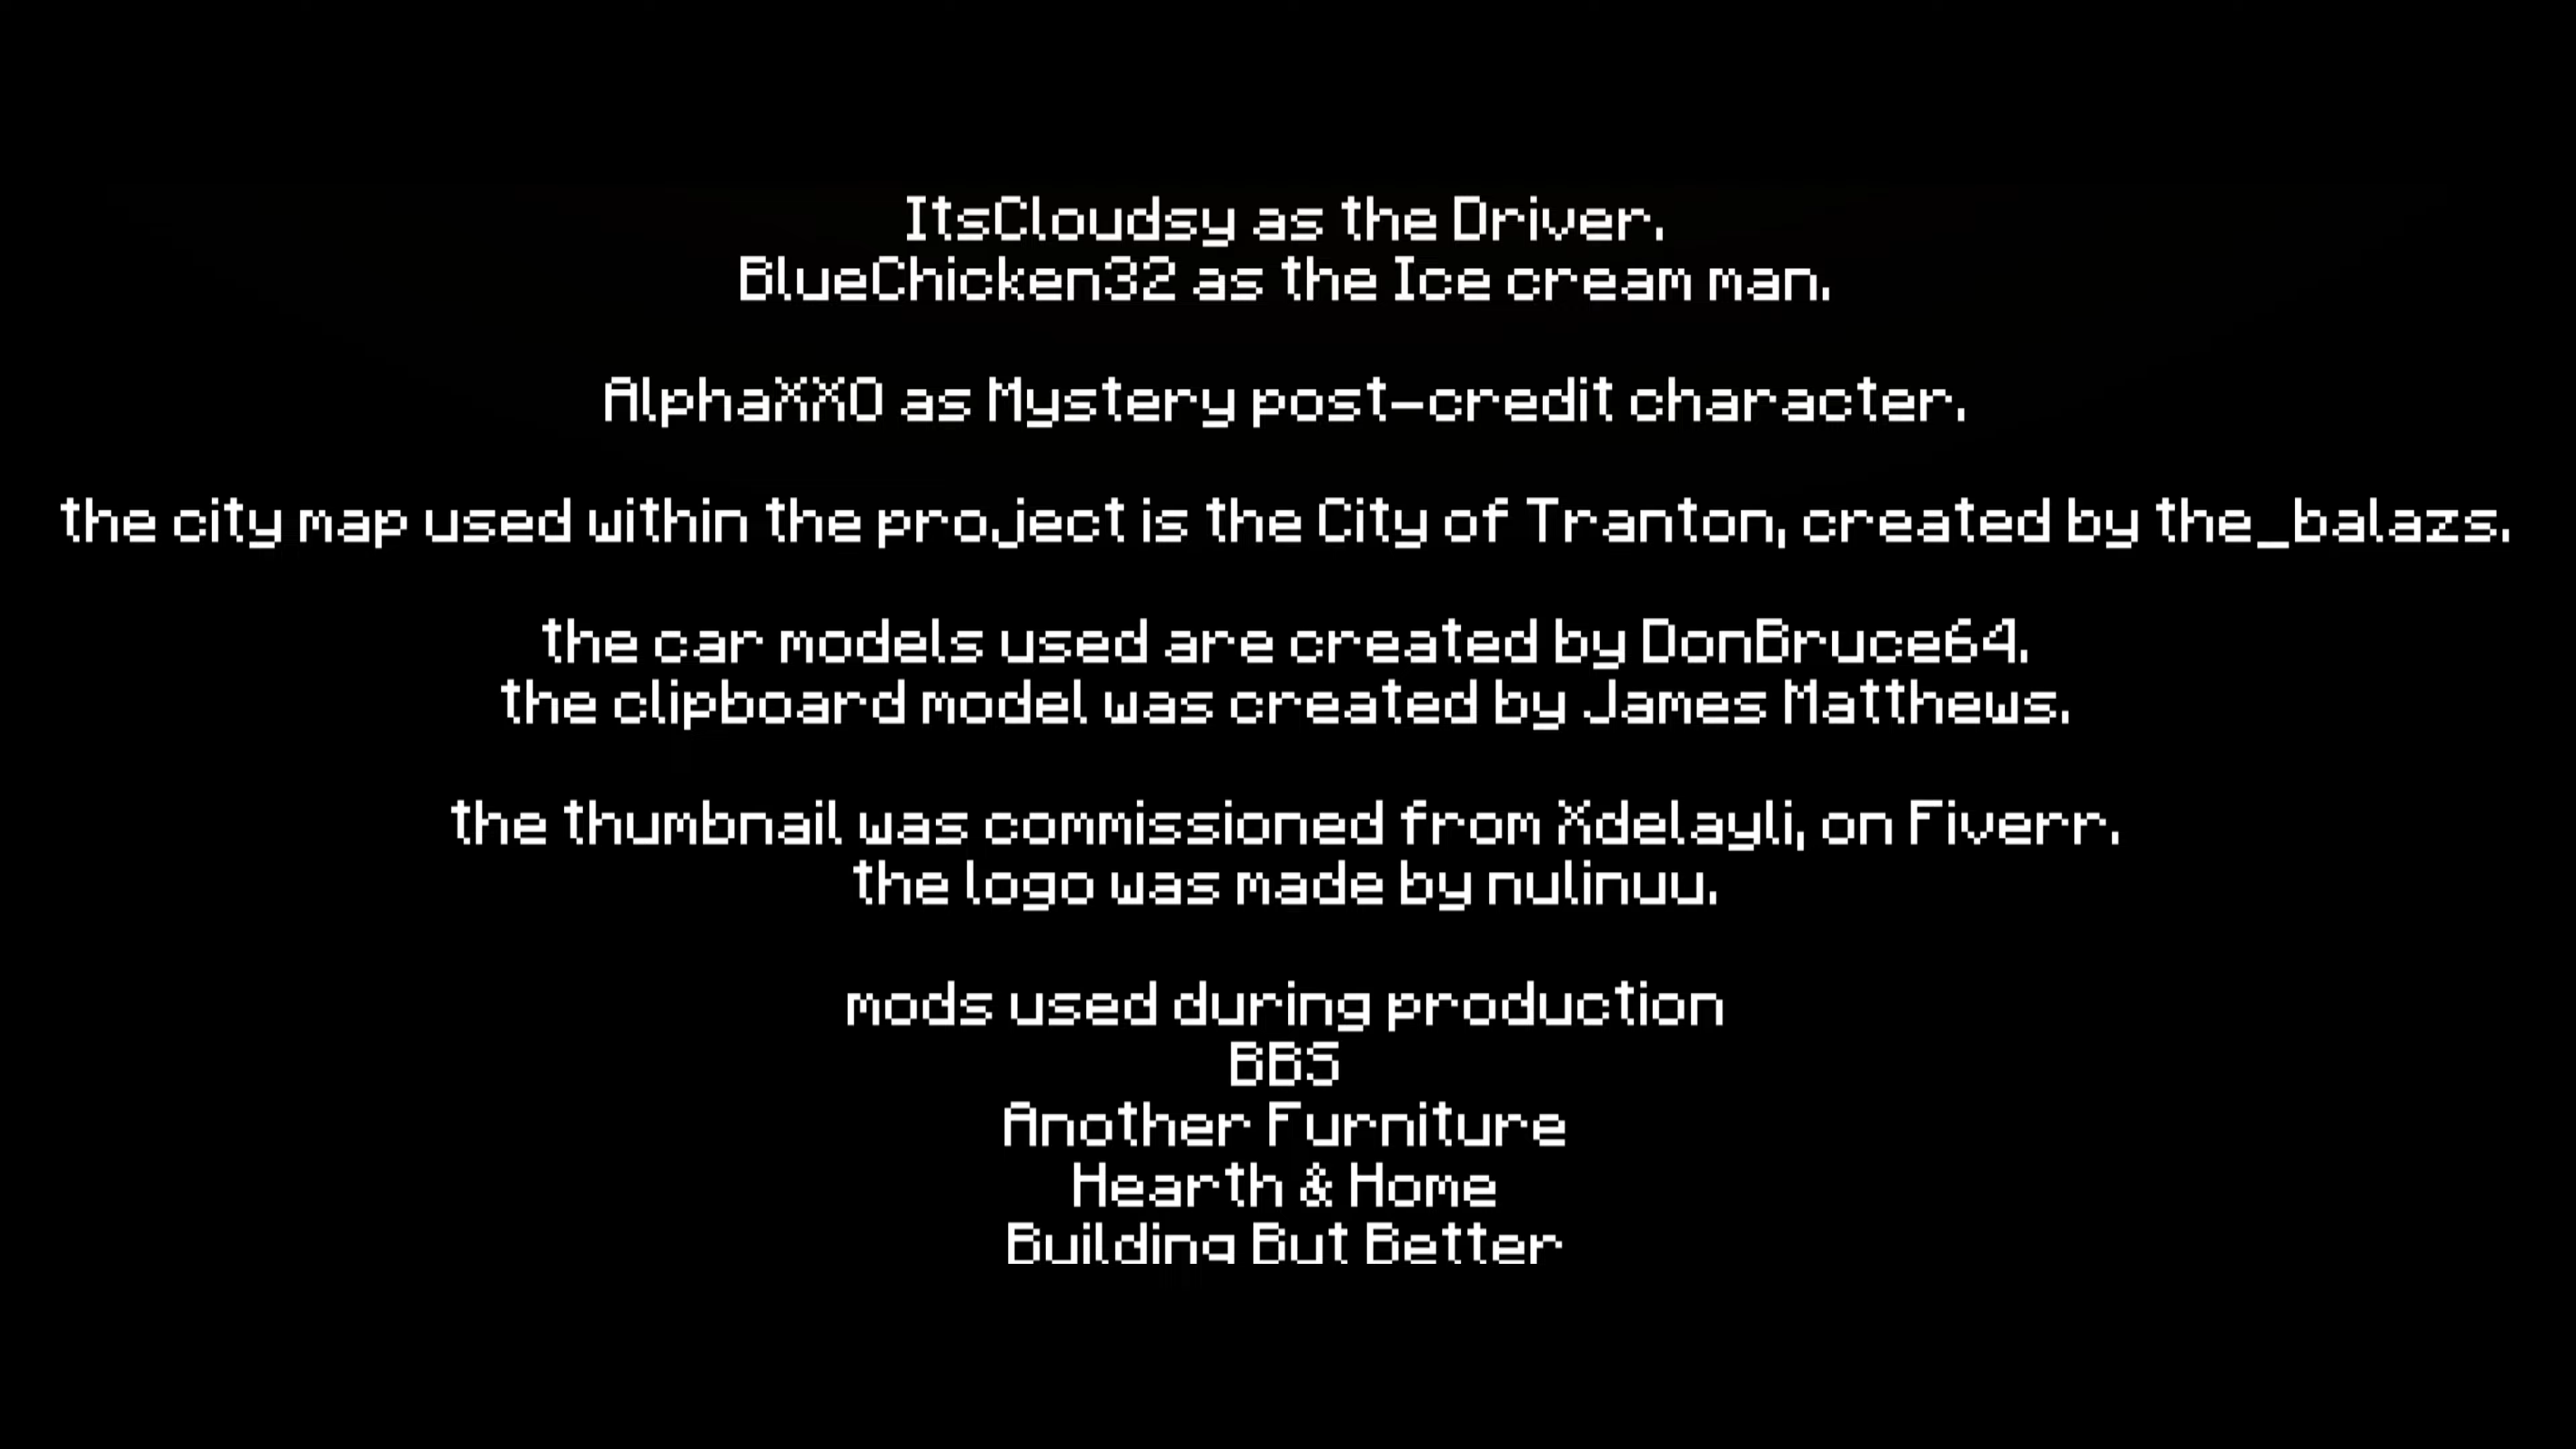 ItsCloudsy as the Driver.
BlueChicken32 as the Ice cream man.
AlphaXXO as Mystery post-credit character.
the city map used within the project is the City of Tranton, created by the_balazs.
the car models used are created by DonBruce64.
the clipboard model was created by James Matthews.
the thumbnail was commissioned from Xdelayli, on Fiverr.
the logo was made by nulinuu.
mods used during production
BBS
Another Furniture
Hearth & Home
Building But Better